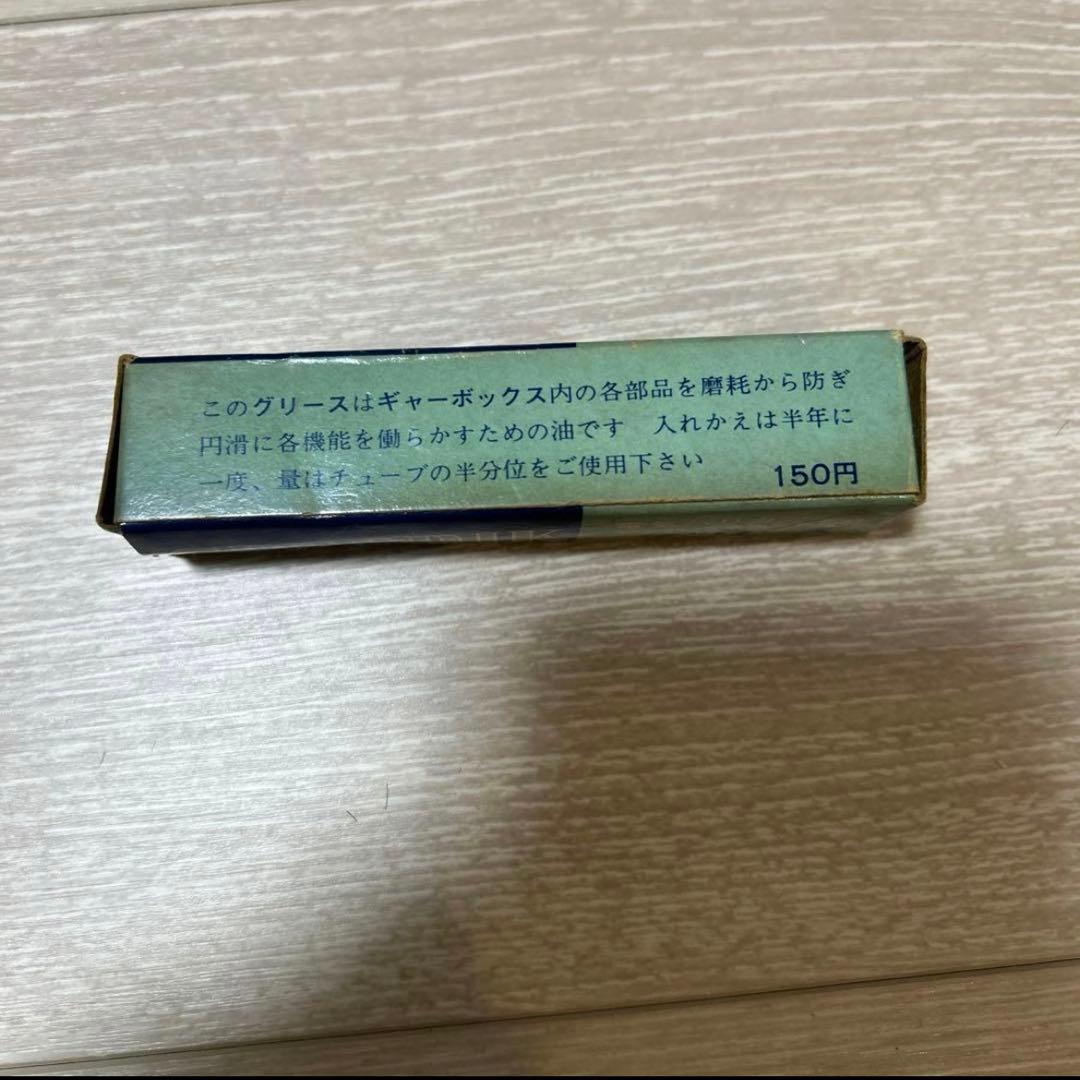 このグリースはギャーボックス内の各部品を磨耗から防ぎ
円滑に各機能を働らかすための油です　入れかえは半年に
一度、量はチューブの半分位をご使用下さい
150円